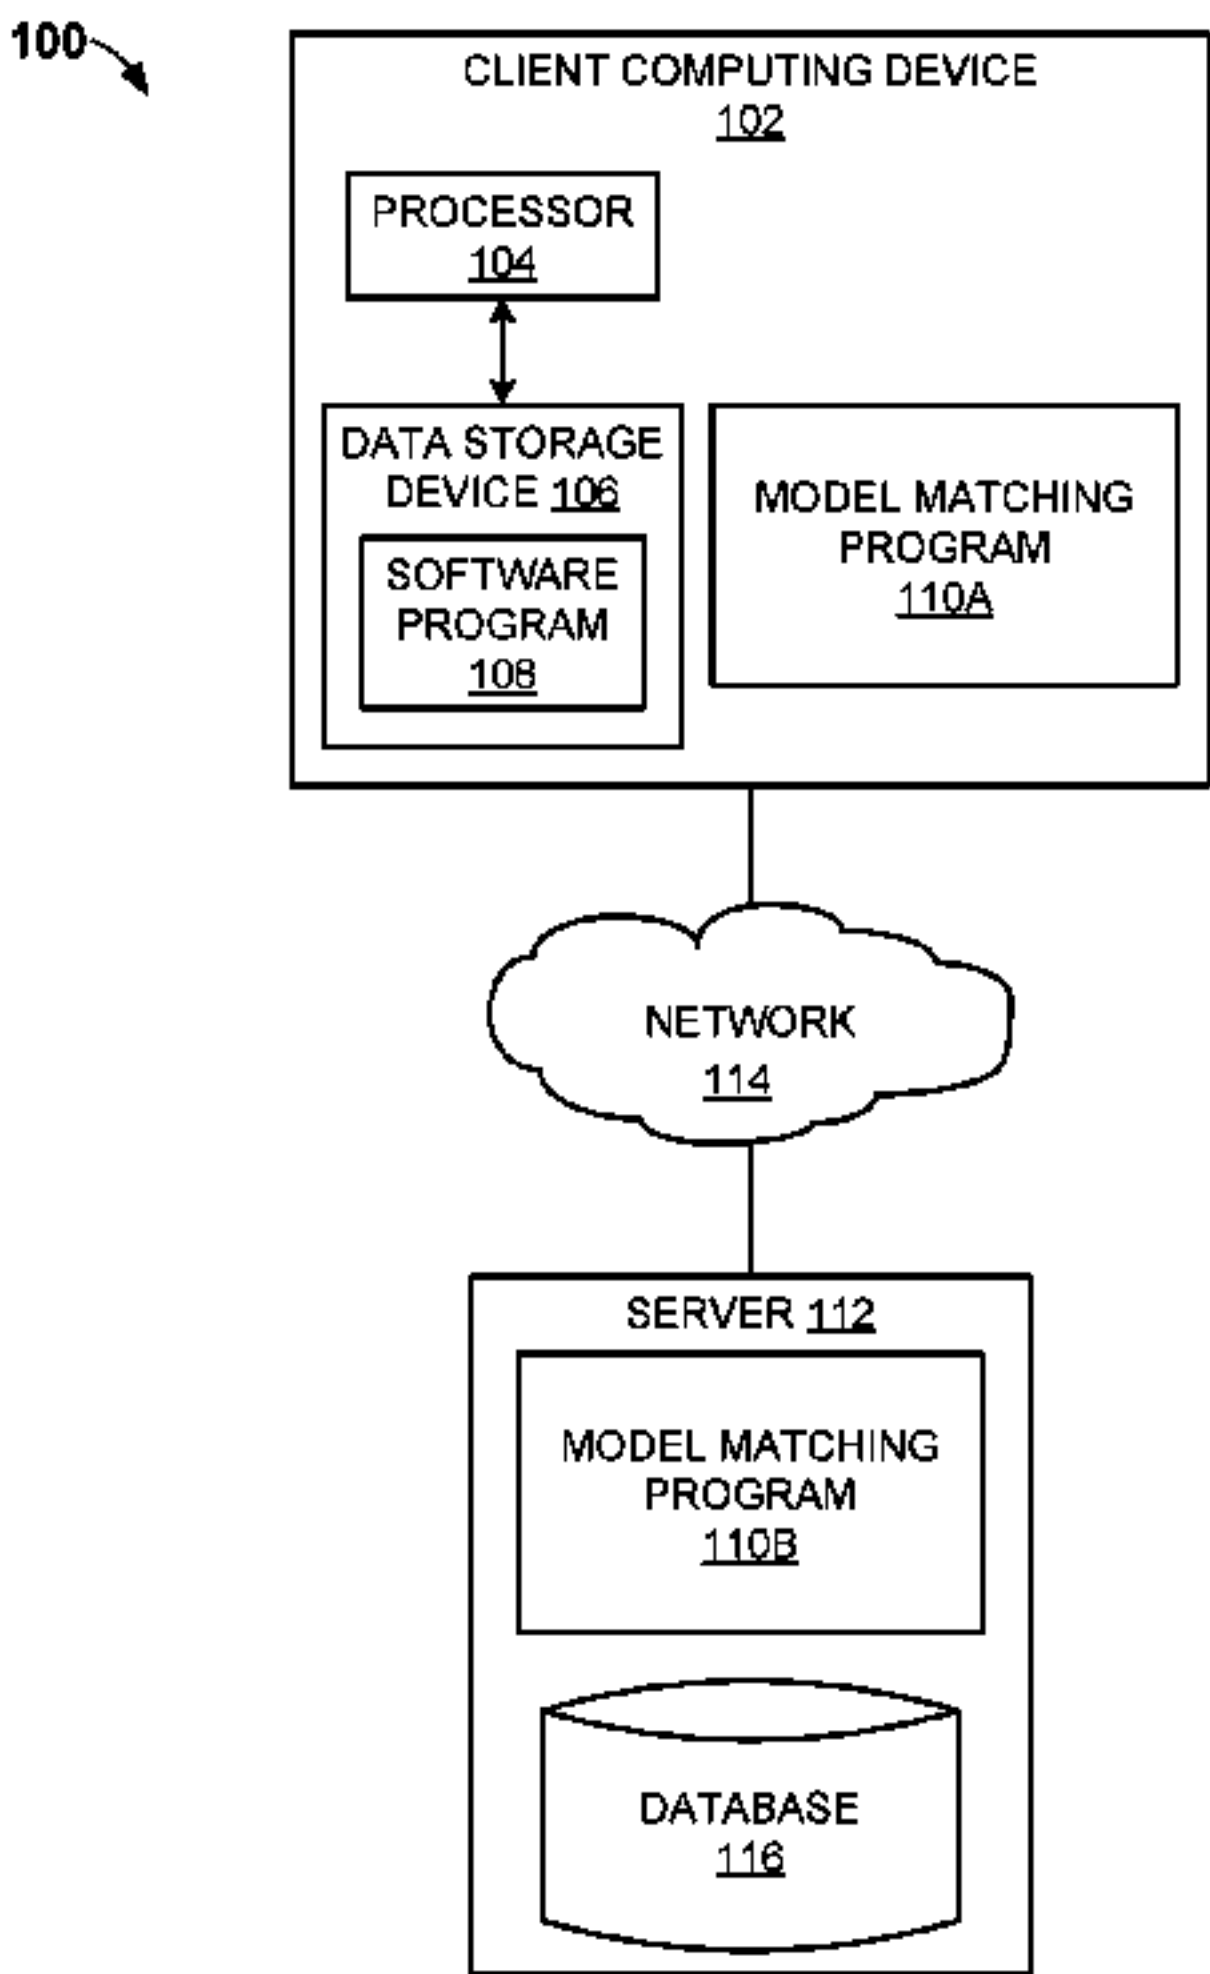 100
CLIENT COMPUTING DEVICE
102
PROCESSOR
104
DATA STORAGE
DEVICE 106
SOFTWARE
PROGRAM
108
MODEL MATCHING
PROGRAM
110A
NETWORK
114
SERVER 112
MODEL MATCHING
PROGRAM
110B
DATABASE
116